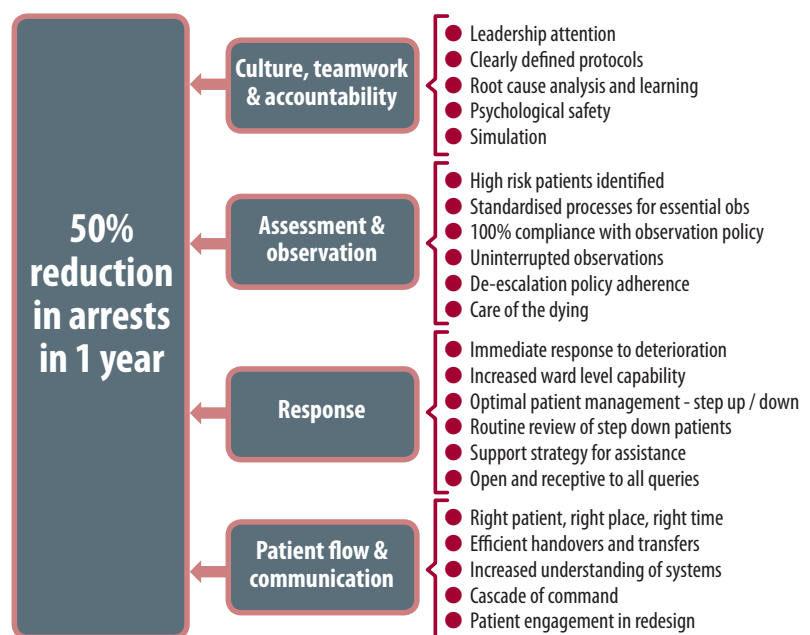 50%
reduction
in arrests
in 1 year
Culture, teamwork
& accountability
Leadership attention
Clearly defined protocols
Root cause analysis and learning
Psychological safety
Simulation
Assessment &
observation
High risk patients identified
Standardised processes for essential obs
100% compliance with observation policy
Uninterrupted observations
De-escalation policy adherence
Care of the dying
Response
Immediate response to deterioration
Increased ward level capability
Optimal patient management - step up / down
Routine review of step down patients
Support strategy for assistance
Open and receptive to all queries
Patient flow &
communication
Right patient, right place, right time
Efficient handovers and transfers
Increased understanding of systems
Cascade of command
Patient engagement in redesign